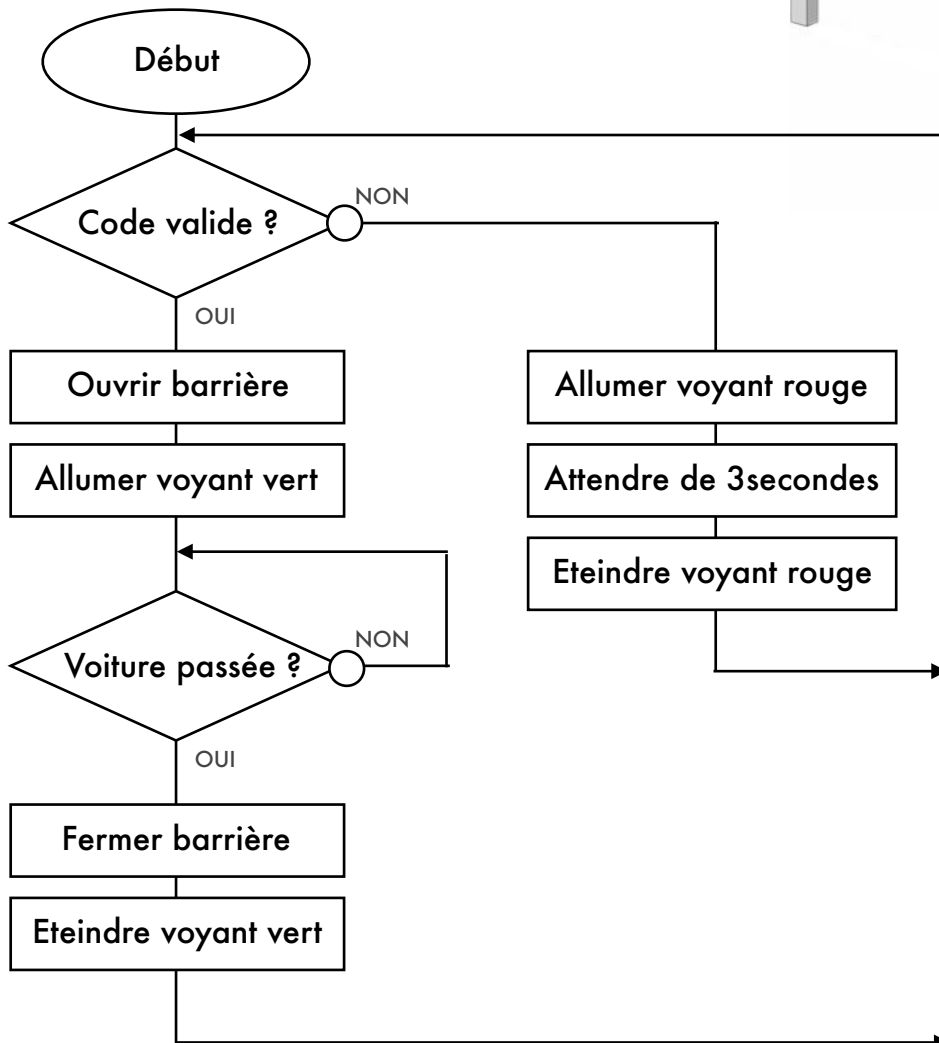 Début
Code valide ?
NON
OUI
Ouvrir barrière
Allumer voyant vert
Voiture passée ?
NON
OUI
Fermer barrière
Eteindre voyant vert
Allumer voyant rouge
Attendre de 3secondes
Eteindre voyant rouge